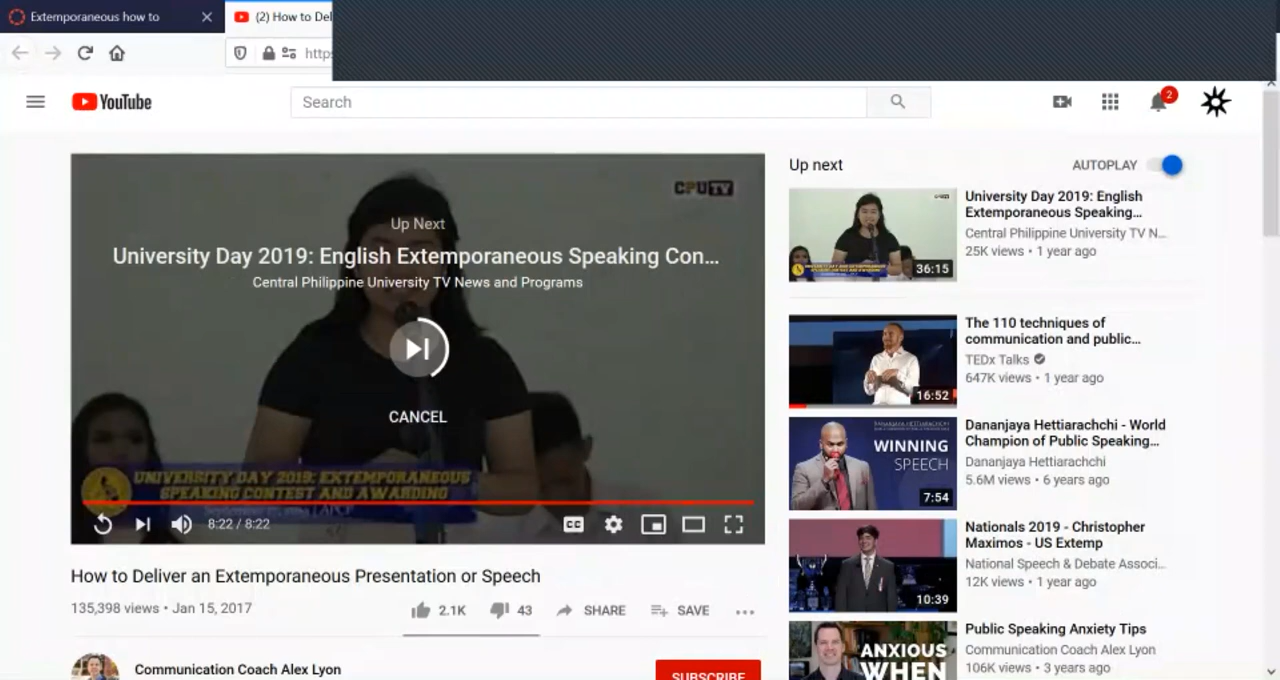 Extemporaneous how to
(2) How to Del
https
YouTube
Search
2
CPU TV
Up Next
University Day 2019: English Extemporaneous Speaking Con...
Central Philippine University TV News and Programs
CANCEL
UNIVERSITY DAY 2019: EXTEMPORANEOUS
SPEAKING CONTEST AND AWARDING
8:22 / 8:22
CC
How to Deliver an Extemporaneous Presentation or Speech
135,398 views • Jan 15, 2017
2.1K
43
SHARE
SAVE
Communication Coach Alex Lyon
SUBSCRIBE
Up next
AUTOPLAY
36:15
University Day 2019: English
Extemporaneous Speaking...
Central Philippine University TV N...
25K views • 1 year ago
16:52
The 110 techniques of
communication and public...
TEDx Talks
647K views • 1 year ago
WINNING
SPEECH
7:54
Dananjaya Hettiarachchi - World
Champion of Public Speaking...
Dananjaya Hettiarachchi
5.6M views • 6 years ago
10:39
Nationals 2019 - Christopher
Maximos - US Extemp
National Speech & Debate Associ...
12K views • 1 year ago
ANXIOUS
WHEN
Public Speaking Anxiety Tips
Communication Coach Alex Lyon
106K views • 3 years ago